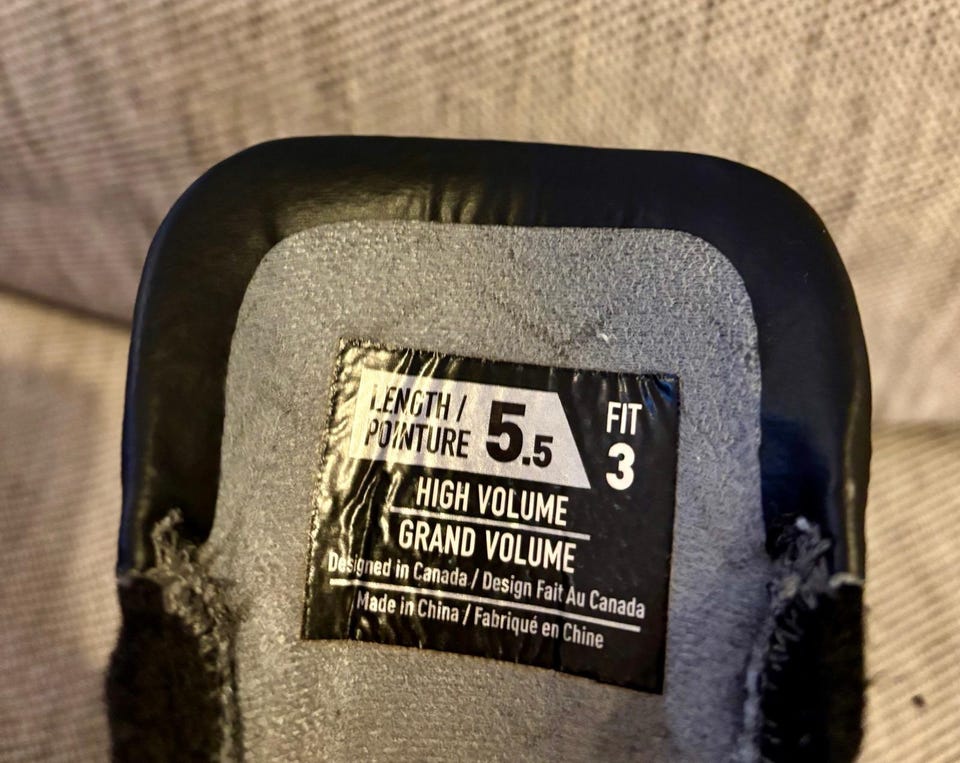 LENGTH / 5.5 FIT
POINTURE 3
HIGH VOLUME
GRAND VOLUME
Designed in Canada / Design Fait Au Canada
Made in China / Fabriqué en Chine